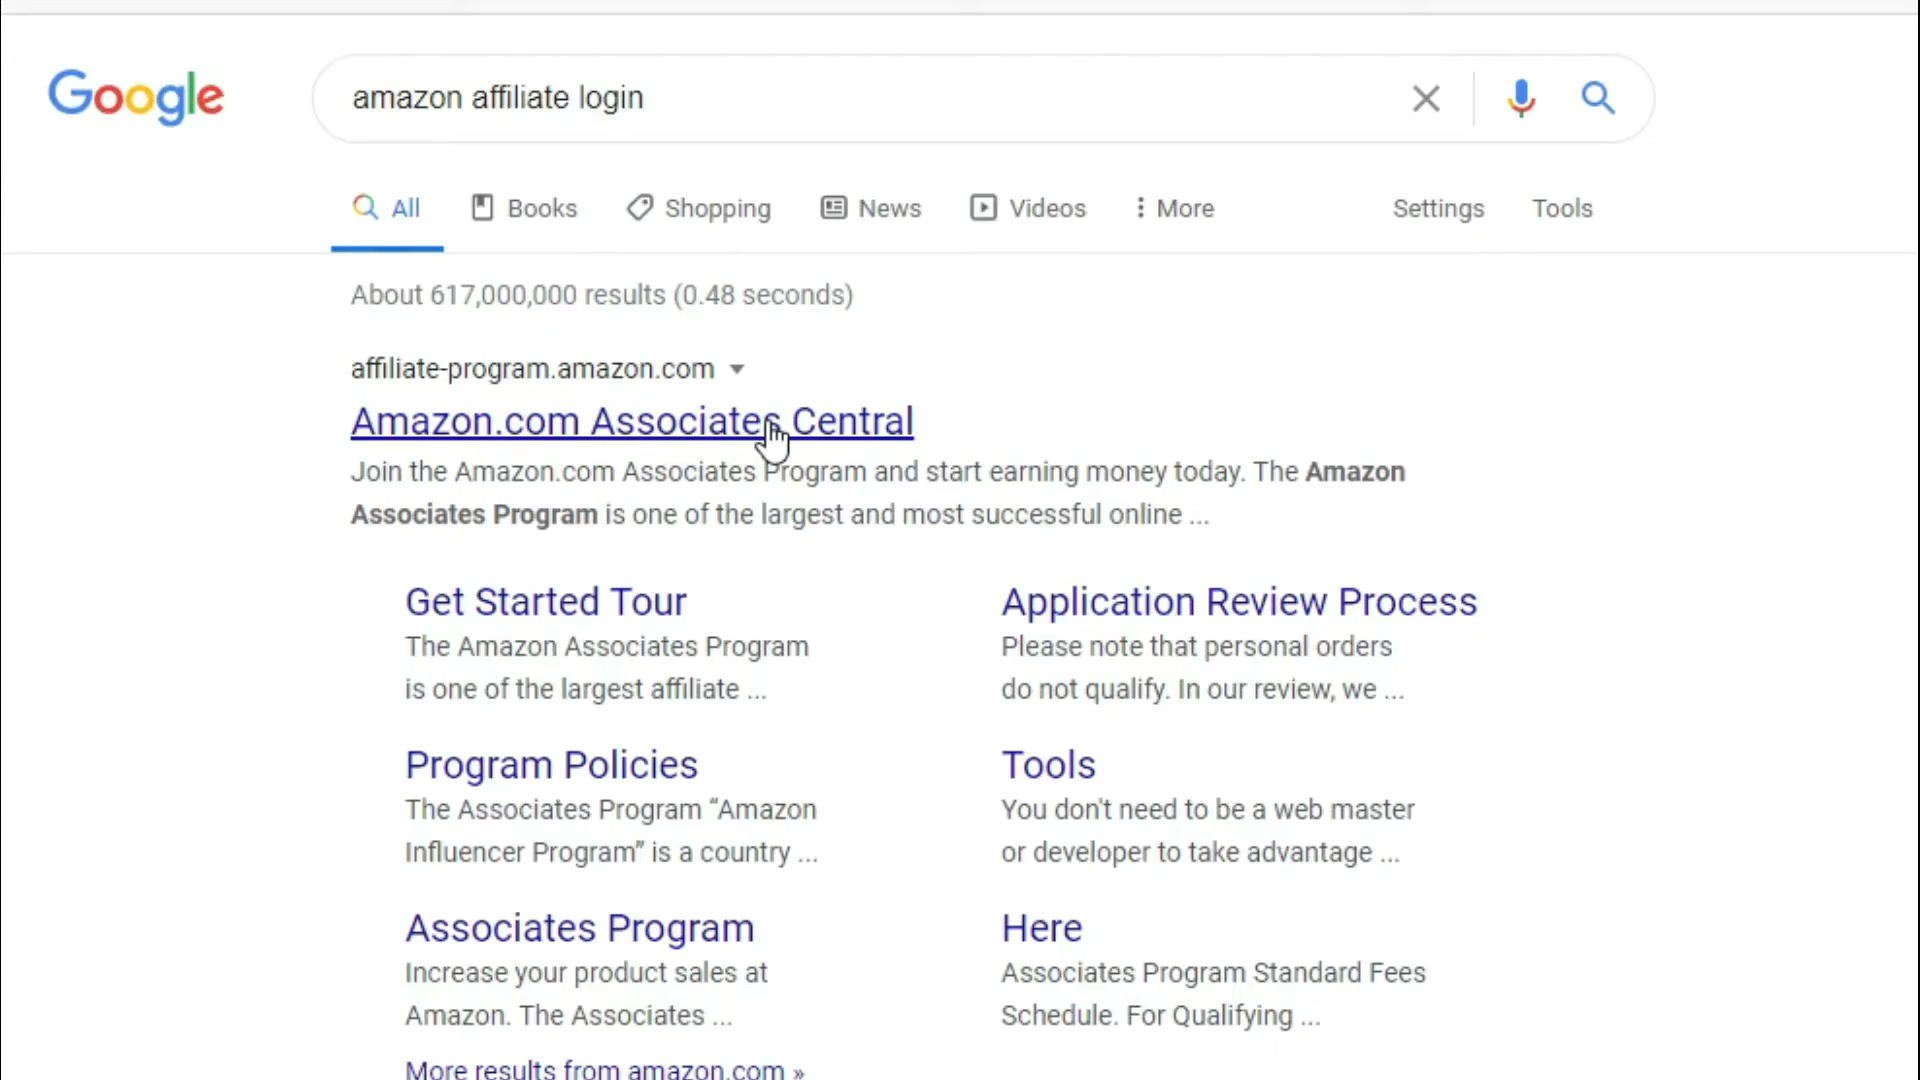 Google
amazon affiliate login
All Books Shopping News Videos More Settings Tools
About 617,000,000 results (0.48 seconds)
affiliate-program.amazon.com
Amazon.com Associates Central
Join the Amazon.com Associates Program and start earning money today. The Amazon
Associates Program is one of the largest and most successful online ...
Get Started Tour
The Amazon Associates Program
is one of the largest affiliate ...
Application Review Process
Please note that personal orders
do not qualify. In our review, we ...
Program Policies
The Associates Program “Amazon
Influencer Program” is a country ...
Tools
You don't need to be a web master
or developer to take advantage ...
Associates Program
Increase your product sales at
Amazon. The Associates ...
Here
Associates Program Standard Fees
Schedule. For Qualifying ...
More results from amazon.com »